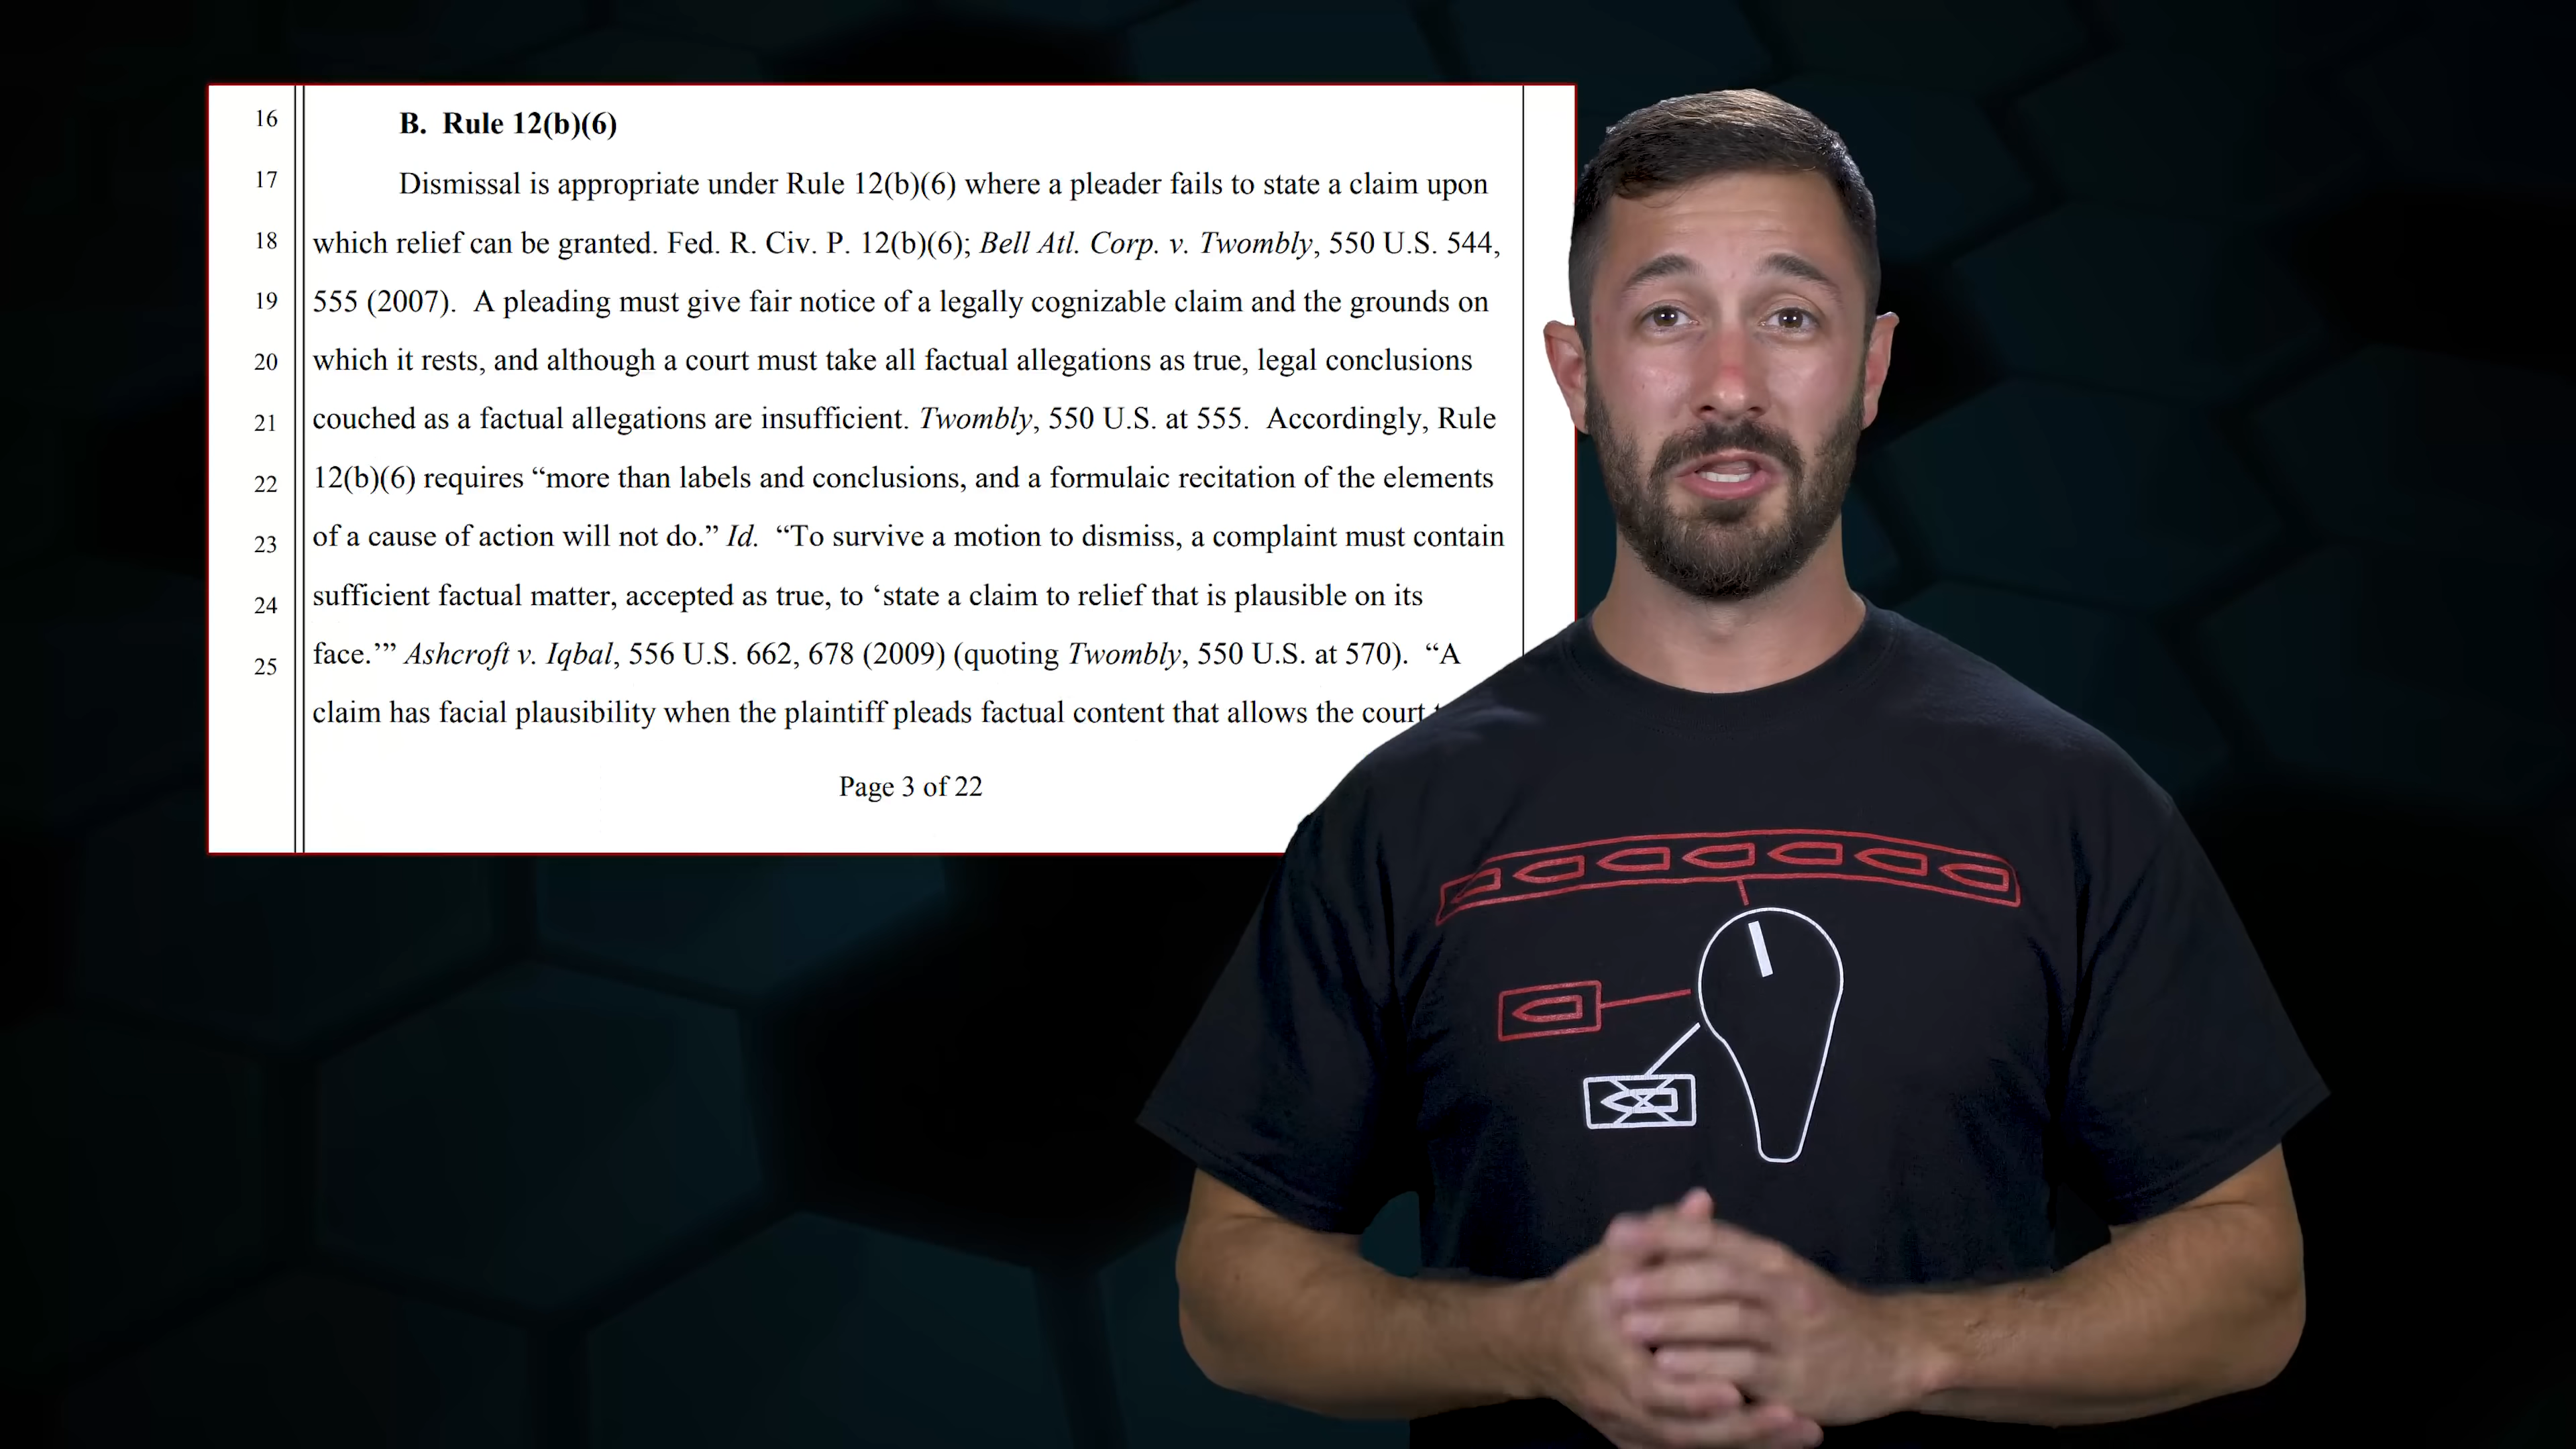 16 B. Rule 12(b)(6)
17 Dismissal is appropriate under Rule 12(b)(6) where a pleader fails to state a claim upon
18 which relief can be granted. Fed. R. Civ. P. 12(b)(6); Bell Atl. Corp. v. Twombly, 550 U.S. 544,
19 555 (2007). A pleading must give fair notice of a legally cognizable claim and the grounds on
20 which it rests, and although a court must take all factual allegations as true, legal conclusions
21 couched as a factual allegations are insufficient. Twombly, 550 U.S. at 555. Accordingly, Rule
22 12(b)(6) requires “more than labels and conclusions, and a formulaic recitation of the elements
23 of a cause of action will not do.” Id. “To survive a motion to dismiss, a complaint must contain
24 sufficient factual matter, accepted as true, to ‘state a claim to relief that is plausible on its
25 face.’” Ashcroft v. Iqbal, 556 U.S. 662, 678 (2009) (quoting Twombly, 550 U.S. at 570). “A
claim has facial plausibility when the plaintiff pleads factual content that allows the court
Page 3 of 22